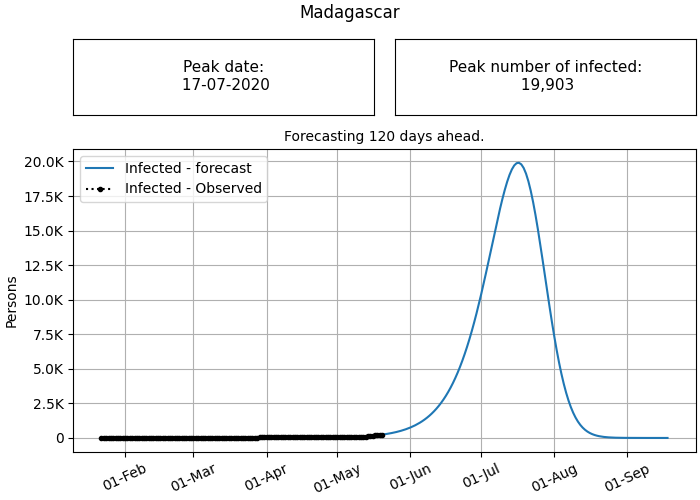 Madagascar
Peak date:
17-07-2020
Peak number of infected:
19,903
Forecasting 120 days ahead.
Infected - forecast
Infected - Observed
Persons
20.0K
17.5K
15.0K
12.5K
10.0K
7.5K
5.0K
2.5K
0
01-Feb
01-Mar
01-Apr
01-May
01-Jun
01-Jul
01-Aug
01-Sep